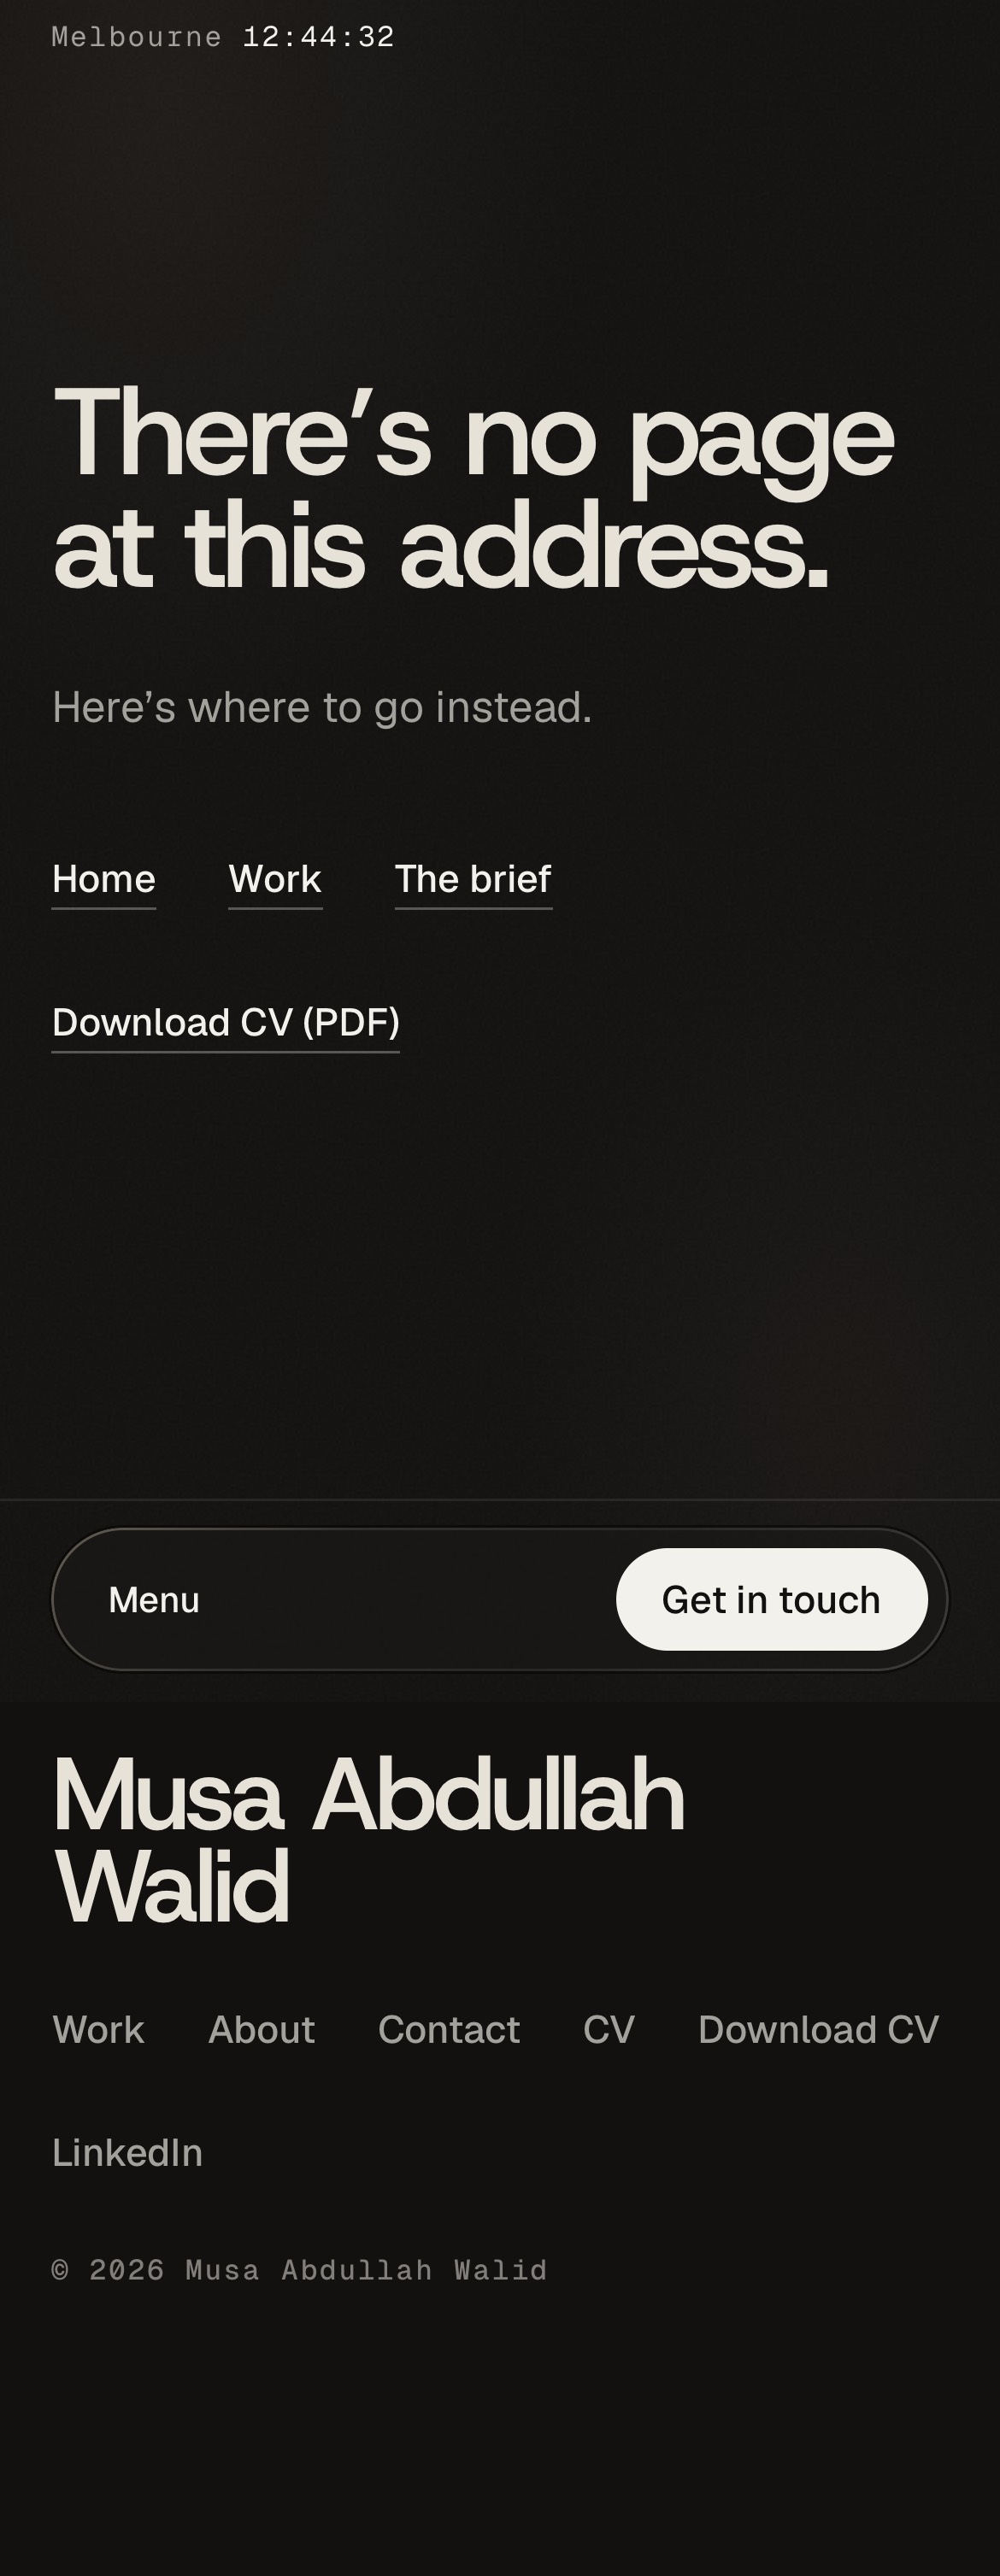 Melbourne 12:44:32
There’s no page
at this address.
Here’s where to go instead.
Home Work The brief
Download CV (PDF)
Menu Get in touch
Musa Abdullah
Walid
Work About Contact CV Download CV
LinkedIn
© 2026 Musa Abdullah Walid